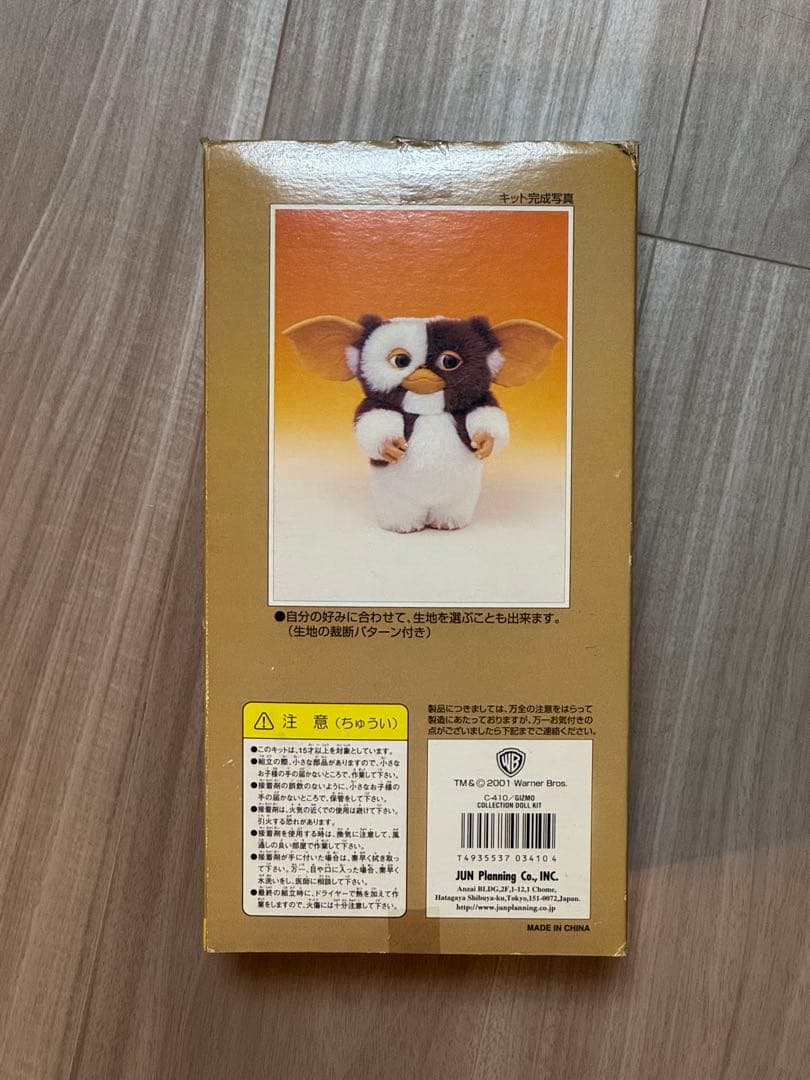 キット完成写真
●自分の好みに合わせて、生地を選ぶことも出来ます。
（生地の裁断パターン付き）
注 意（ちゅうい）
●このキットは、15才以上を対象としています。
●組立の際、小さな部品がありますので、小さな
お子様の手の届かないところで、作業して下さい。
●接着剤の誤飲のないように、小さなお子様の
手の届かないところで、保管をして下さい。
●接着剤は、火気の近くでの使用は避けて下さい。
引火する恐れがあります。
●接着剤を使用する時は、換気に注意して、風
通しの良い部屋で作業して下さい。
●接着剤が手に付いた場合は、素早く拭き取っ
て下さい。万一、目や口に入った場合、素早く
水洗いをし、医師に相談して下さい。
●最終の組立時に、ドライヤーで熱を加えて作
業をしますので、火傷には十分注意して下さい。
製品につきましては、万全の注意をはらって
製造にあたっておりますが、万一お気付きの
点がございましたら下記までご連絡ください。
WB
TM & © 2001 Warner Bros.
C-410/GIZMO
COLLECTION DOLL KIT
T4935537 034104
JUN Planning Co., INC.
Anzai BLDG,2F,1-12,1 Chome,
Hatagaya Shibuya-ku,Tokyo,151-0072,Japan.
http://www.junplanning.co.jp
MADE IN CHINA